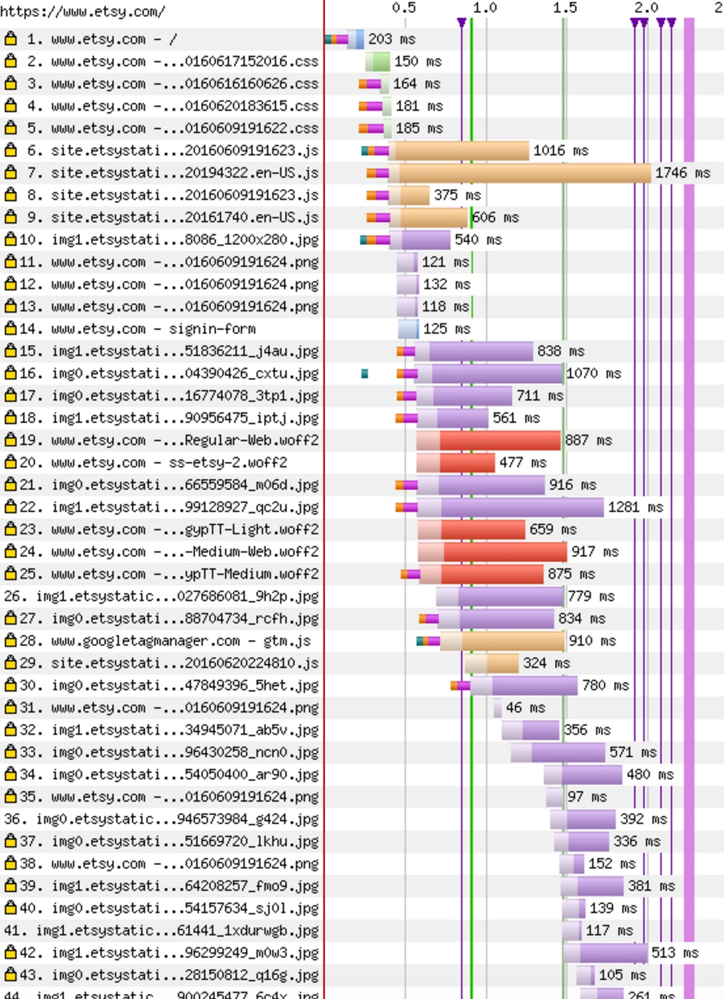 https://www.etsy.com/
0.5 1.0 1.5 2.0 2
1. www.etsy.com - / 203 ms
2. www.etsy.com -...0160617152016.css 150 ms
3. www.etsy.com -...0160616160626.css 164 ms
4. www.etsy.com -...0160620183615.css 181 ms
5. www.etsy.com -...0160609191622.css 185 ms
6. site.etsystati...20160609191623.js 1016 ms
7. site.etsystati...20194322.en-US.js 1746 ms
8. site.etsystati...20160609191623.js 375 ms
9. site.etsystati...20161740.en-US.js 606 ms
10. img1.etsystati...8086_1200x280.jpg 540 ms
11. www.etsy.com -...0160609191624.png 121 ms
12. www.etsy.com -...0160609191624.png 132 ms
13. www.etsy.com -...0160609191624.png 118 ms
14. www.etsy.com - signin-form 125 ms
15. img1.etsystati...51836211_j4au.jpg 838 ms
16. img0.etsystati...04390426_cxtu.jpg 1070 ms
17. img0.etsystati...16774078_3tp1.jpg 711 ms
18. img1.etsystati...90956475_iptj.jpg 561 ms
19. www.etsy.com -...Regular-Web.woff2 887 ms
20. www.etsy.com - ss-etsy-2.woff2 477 ms
21. img0.etsystati...66559584_m06d.jpg 916 ms
22. img1.etsystati...99128927_qc2u.jpg 1281 ms
23. www.etsy.com -...gypTT-Light.woff2 659 ms
24. www.etsy.com -...-Medium-Web.woff2 917 ms
25. www.etsy.com -...ypTT-Medium.woff2 875 ms
26. img1.etsystatic...027686081_9h2p.jpg 779 ms
27. img0.etsystati...88704734_rcfh.jpg 834 ms
28. www.googletagmanager.com - gtm.js 910 ms
29. site.etsystati...20160620224810.js 324 ms
30. img0.etsystati...47849396_5het.jpg 780 ms
31. www.etsy.com -...0160609191624.png 46 ms
32. img1.etsystati...34945071_ab5v.jpg 356 ms
33. img0.etsystati...96430258_ncn0.jpg 571 ms
34. img0.etsystati...54050400_ar90.jpg 480 ms
35. www.etsy.com -...0160609191624.png 97 ms
36. img0.etsystatic...946573984_g424.jpg 392 ms
37. img0.etsystati...51669720_lkhu.jpg 336 ms
38. www.etsy.com -...0160609191624.png 152 ms
39. img1.etsystati...64208257_fmo9.jpg 381 ms
40. img0.etsystati...54157634_sj0l.jpg 139 ms
41. img1.etsystatic...61441_1xdurwgb.jpg 117 ms
42. img1.etsystati...96299249_m0w3.jpg 513 ms
43. img0.etsystati...28150812_q16g.jpg 105 ms
44. img1.etsystatic...900245477_6c4x.jpg 261 ms